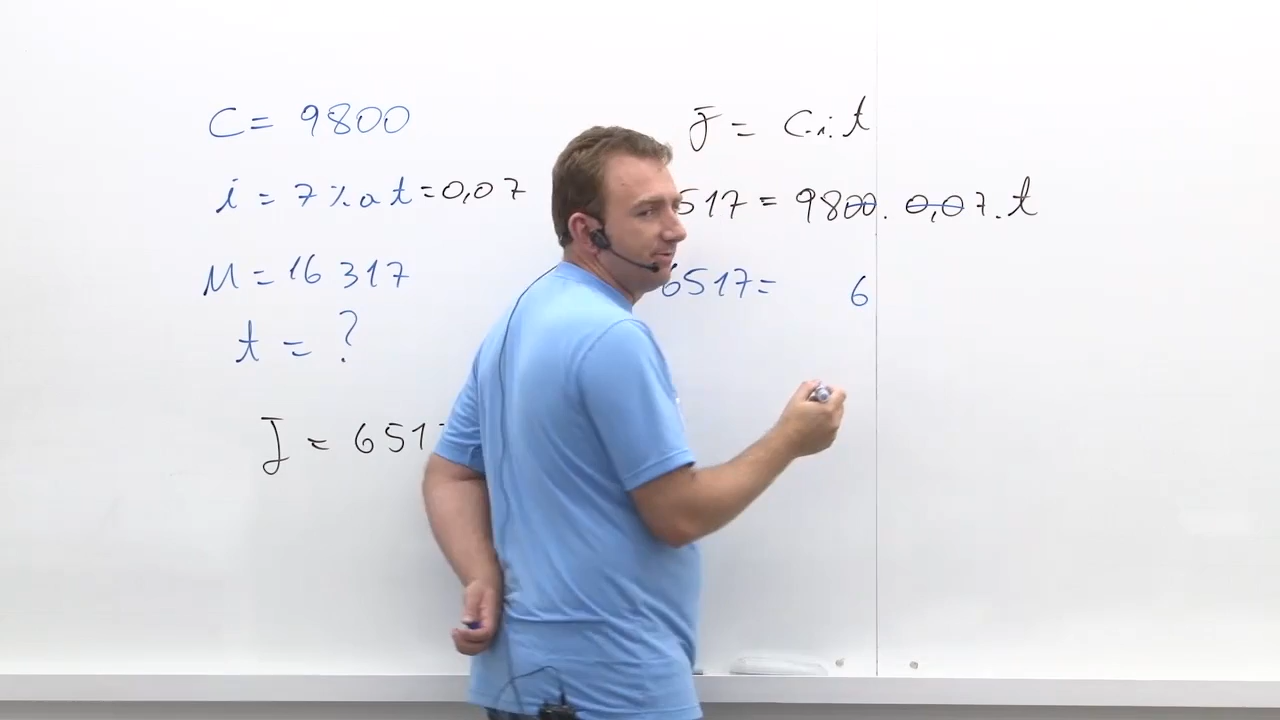 C = 9800
i = 7 % a t = 0,07
M = 16 317
t = ?
J = 651
J = C.i.t
517 = 9800. 0,07.t
6517 = 6